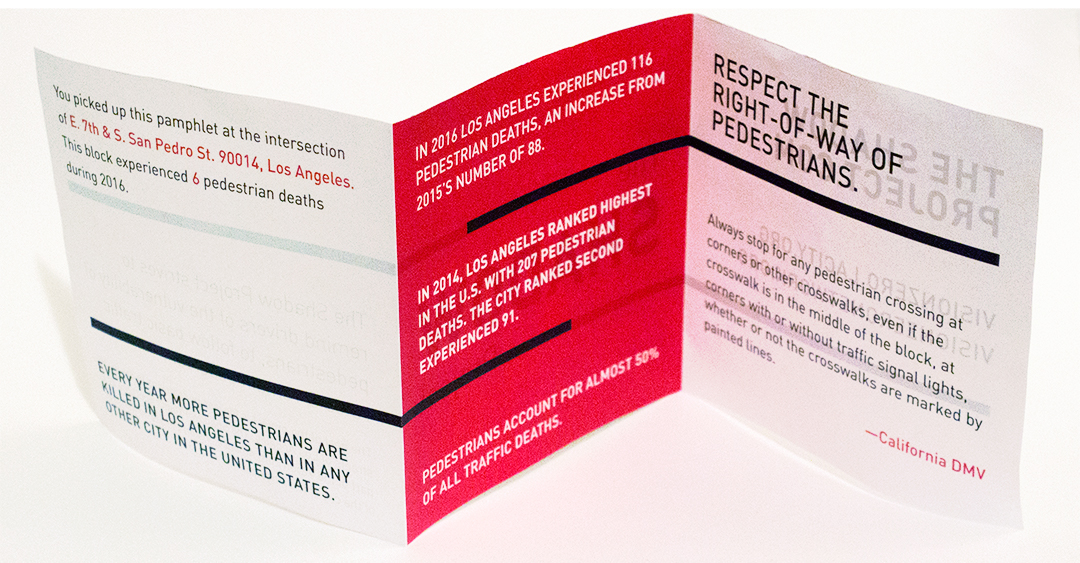 You picked up this pamphlet at the intersection
of E. 7th & S. San Pedro St. 90014, Los Angeles.
This block experienced 6 pedestrian deaths
during 2016.
EVERY YEAR MORE PEDESTRIANS ARE
KILLED IN LOS ANGELES THAN IN ANY
OTHER CITY IN THE UNITED STATES.
IN 2016 LOS ANGELES EXPERIENCED 116
PEDESTRIAN DEATHS, AN INCREASE FROM
2015'S NUMBER OF 88.
IN 2014, LOS ANGELES RANKED HIGHEST
IN THE U.S. WITH 207 PEDESTRIAN
DEATHS. THE CITY RANKED SECOND
EXPERIENCED 91.
PEDESTRIANS ACCOUNT FOR ALMOST 50%
OF ALL TRAFFIC DEATHS.
RESPECT THE
RIGHT-OF-WAY OF
PEDESTRIANS.
Always stop for any pedestrian crossing at
corners or other crosswalks, even if the
crosswalk is in the middle of the block, at
corners with or without traffic signal lights,
whether or not the crosswalks are marked by
painted lines.
—California DMV